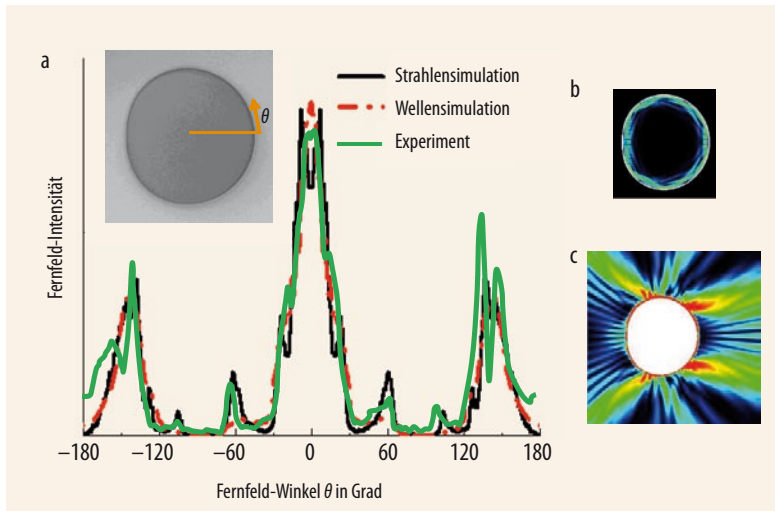 a
θ
Strahlensimulation
Wellensimulation
Experiment
b
c
Fernfeld-Intensität
−180 −120 −60 0 60 120 180
Fernfeld-Winkel θ in Grad